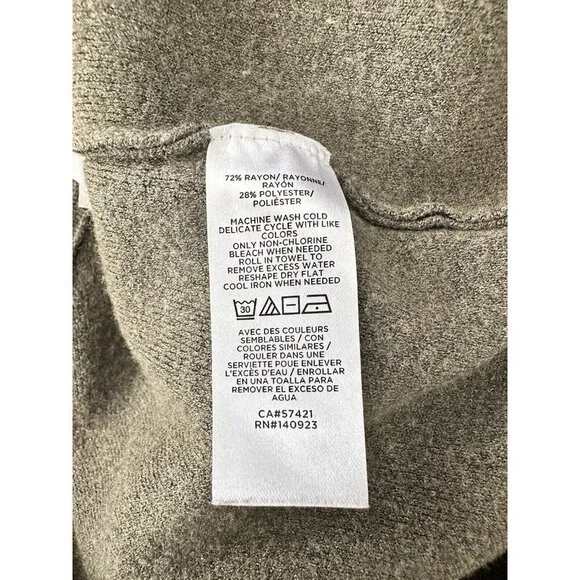 72% RAYON/ RAYONNE/
RAYÓN
28% POLYESTER/
POLIÉSTER
MACHINE WASH COLD
DELICATE CYCLE WITH LIKE
COLORS
ONLY NON-CHLORINE
BLEACH WHEN NEEDED
ROLL IN TOWEL TO
REMOVE EXCESS WATER
RESHAPE DRY FLAT
COOL IRON WHEN NEEDED
30
AVEC DES COULEURS
SEMBLABLES / CON
COLORES SIMILARES /
ROULER DANS UNE
SERVIETTE POUR ENLEVER
L'EXCÈS D'EAU / ENROLLAR
EN UNA TOALLA PARA
REMOVER EL EXCESO DE
AGUA
CA#57421
RN#140923